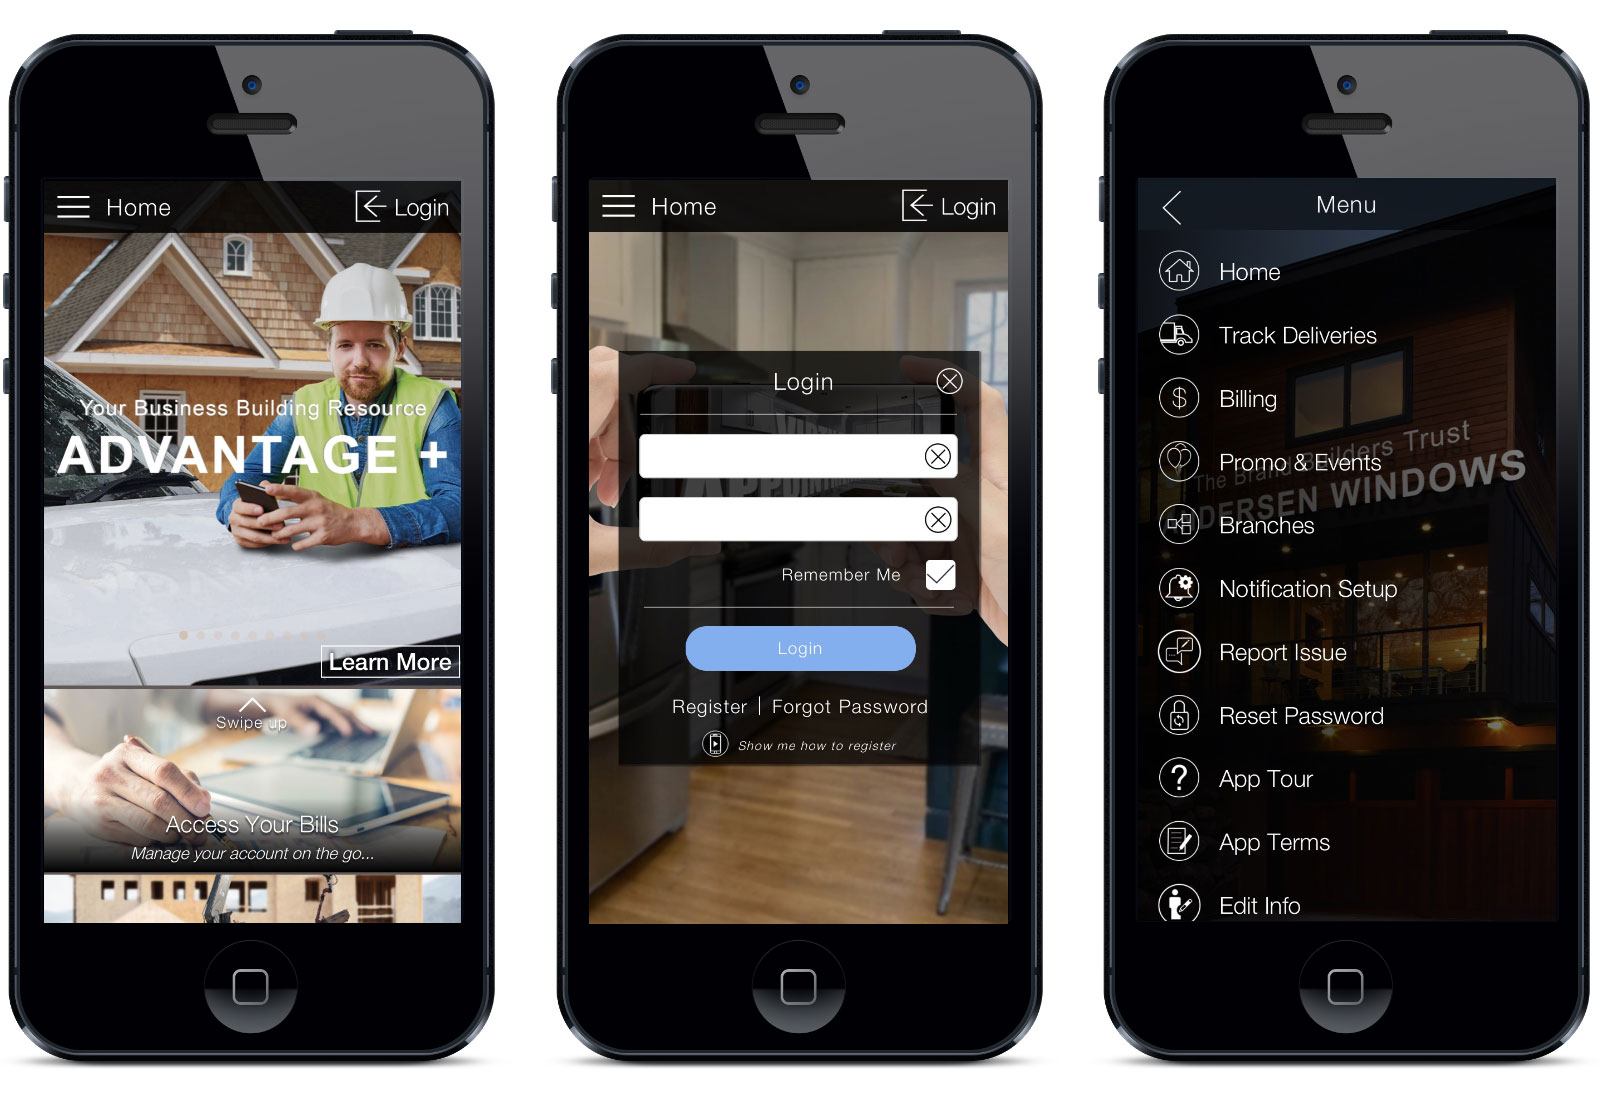 Home
Login
Your Business Building Resource
ADVANTAGE +
Learn More
Swipe up
Access Your Bills
Manage your account on the go...
Home
Login
Login
Remember Me
Login
Register | Forgot Password
Show me how to register
Menu
Home
Track Deliveries
Billing
Promo & Events
The Brand Builders Trust
WINDOWS
Branches
Notification Setup
Report Issue
Reset Password
App Tour
App Terms
Edit Info